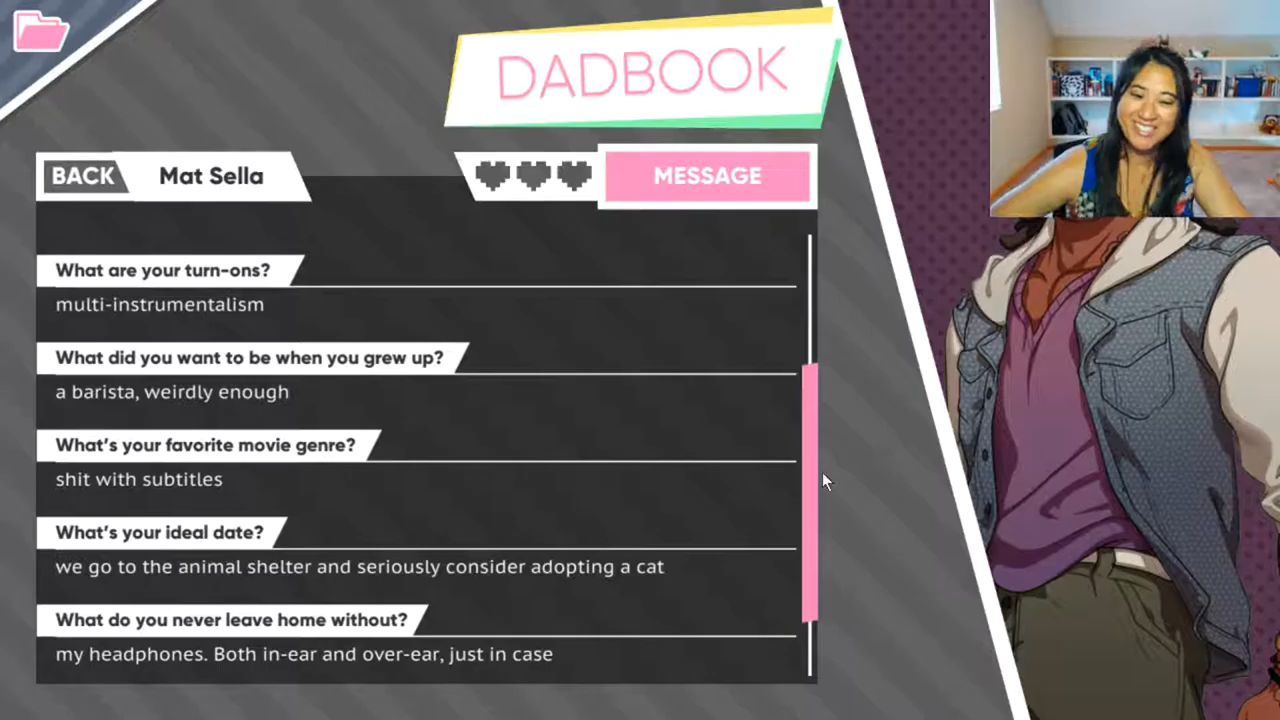 DADBOOK
BACK Mat Sella MESSAGE
What are your turn-ons?
multi-instrumentalism
What did you want to be when you grew up?
a barista, weirdly enough
What's your favorite movie genre?
shit with subtitles
What's your ideal date?
we go to the animal shelter and seriously consider adopting a cat
What do you never leave home without?
my headphones. Both in-ear and over-ear, just in case